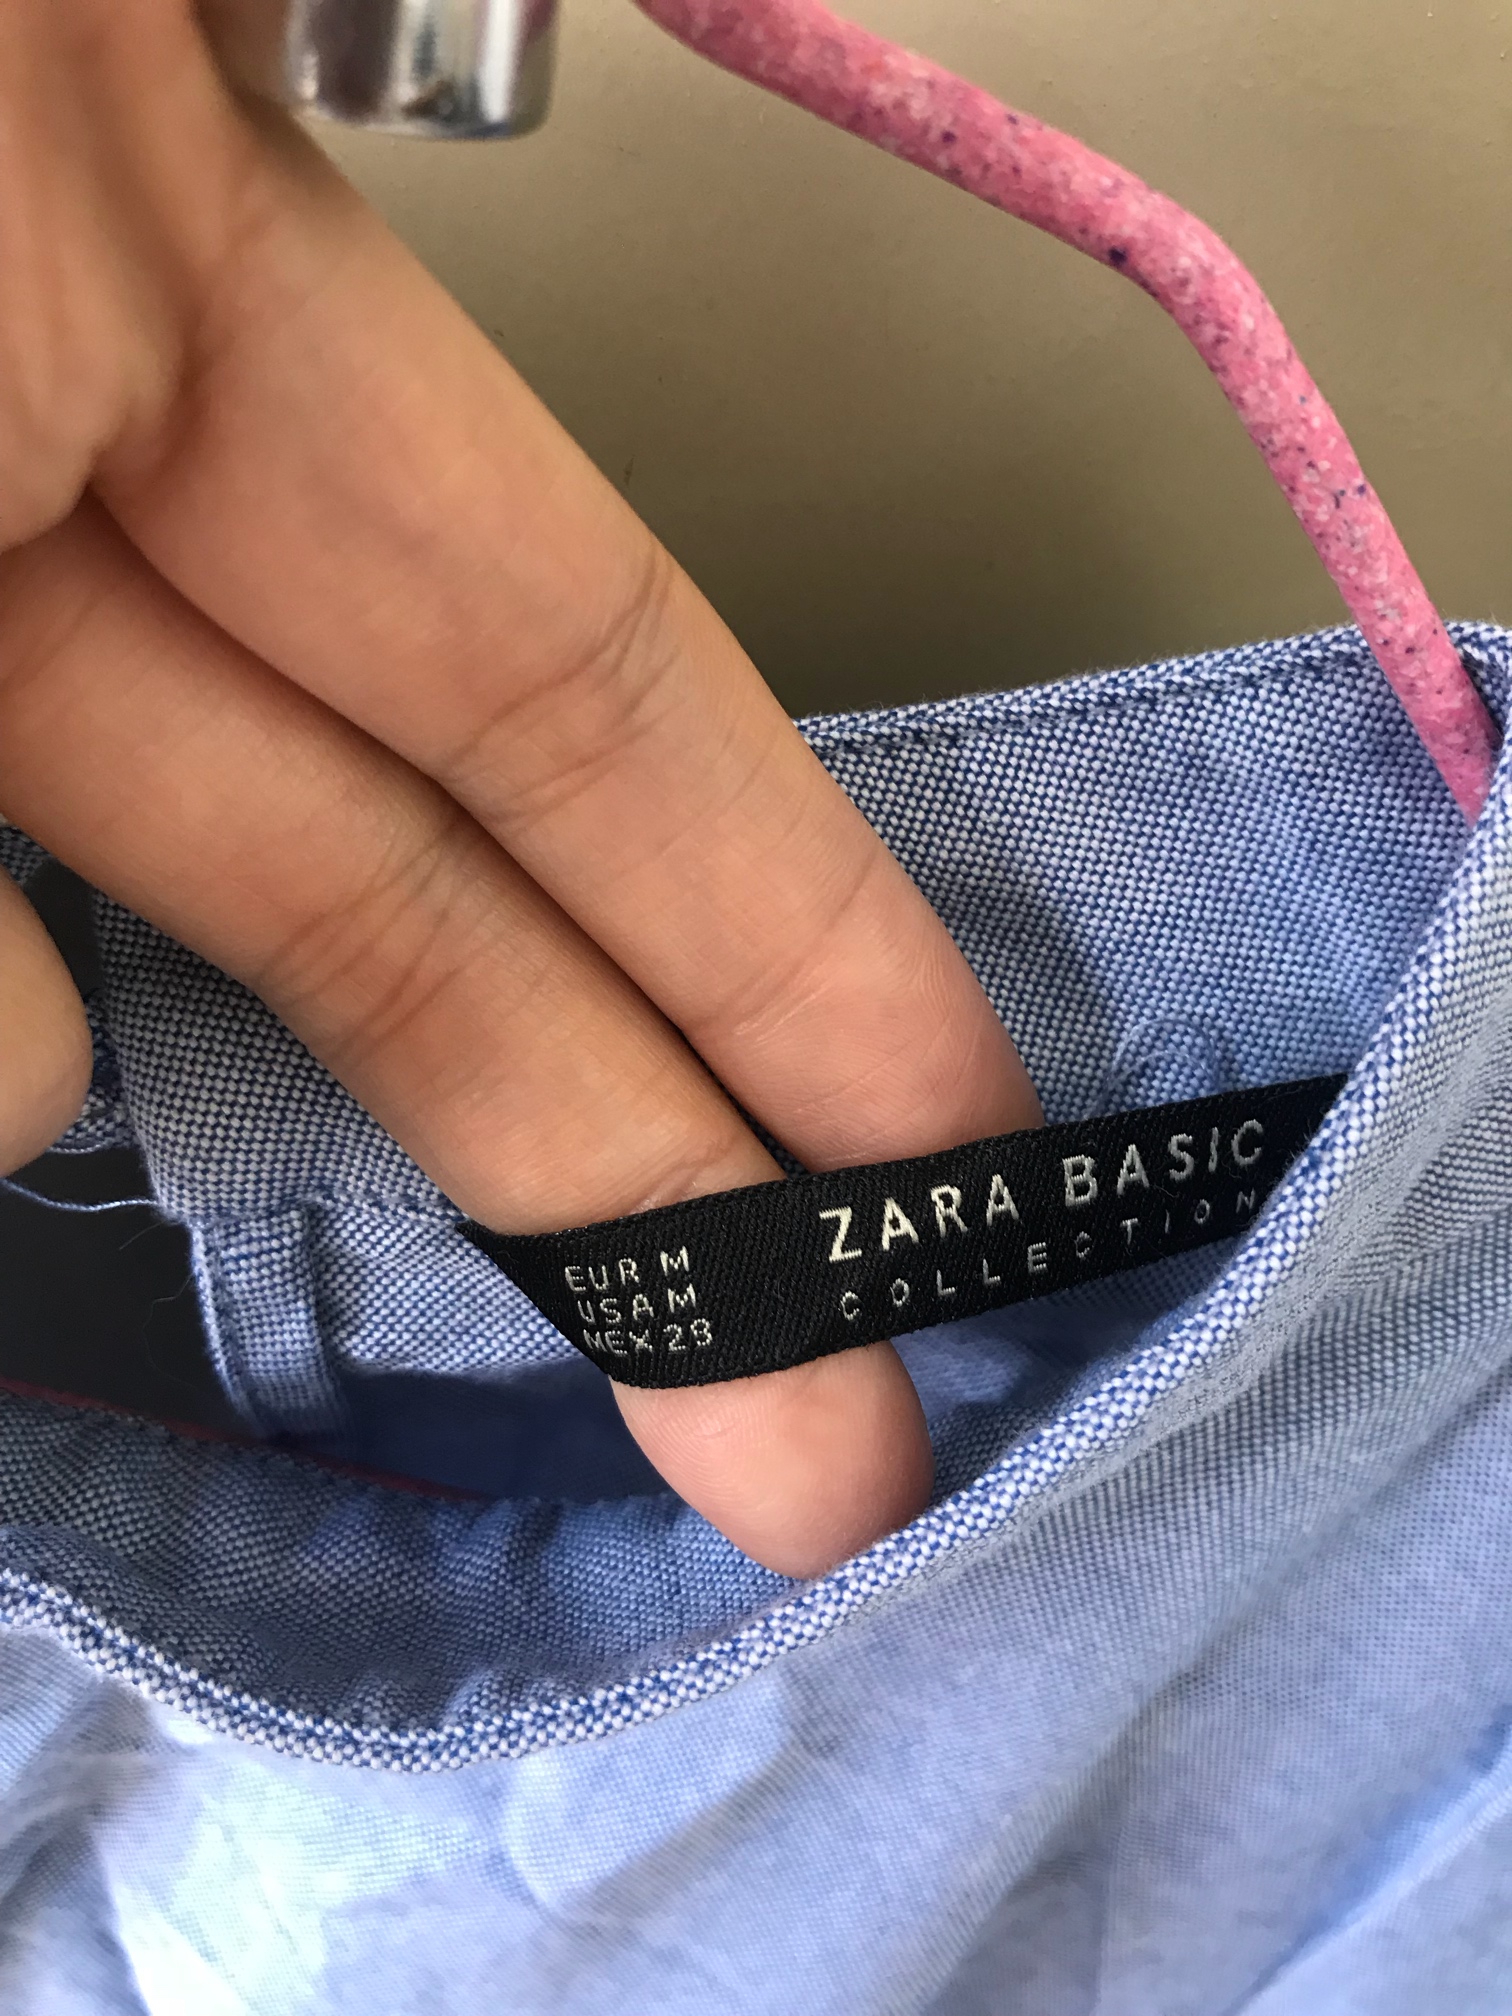 EUR M
USA M
MEX 28
ZARA BASIC
COLLECTION